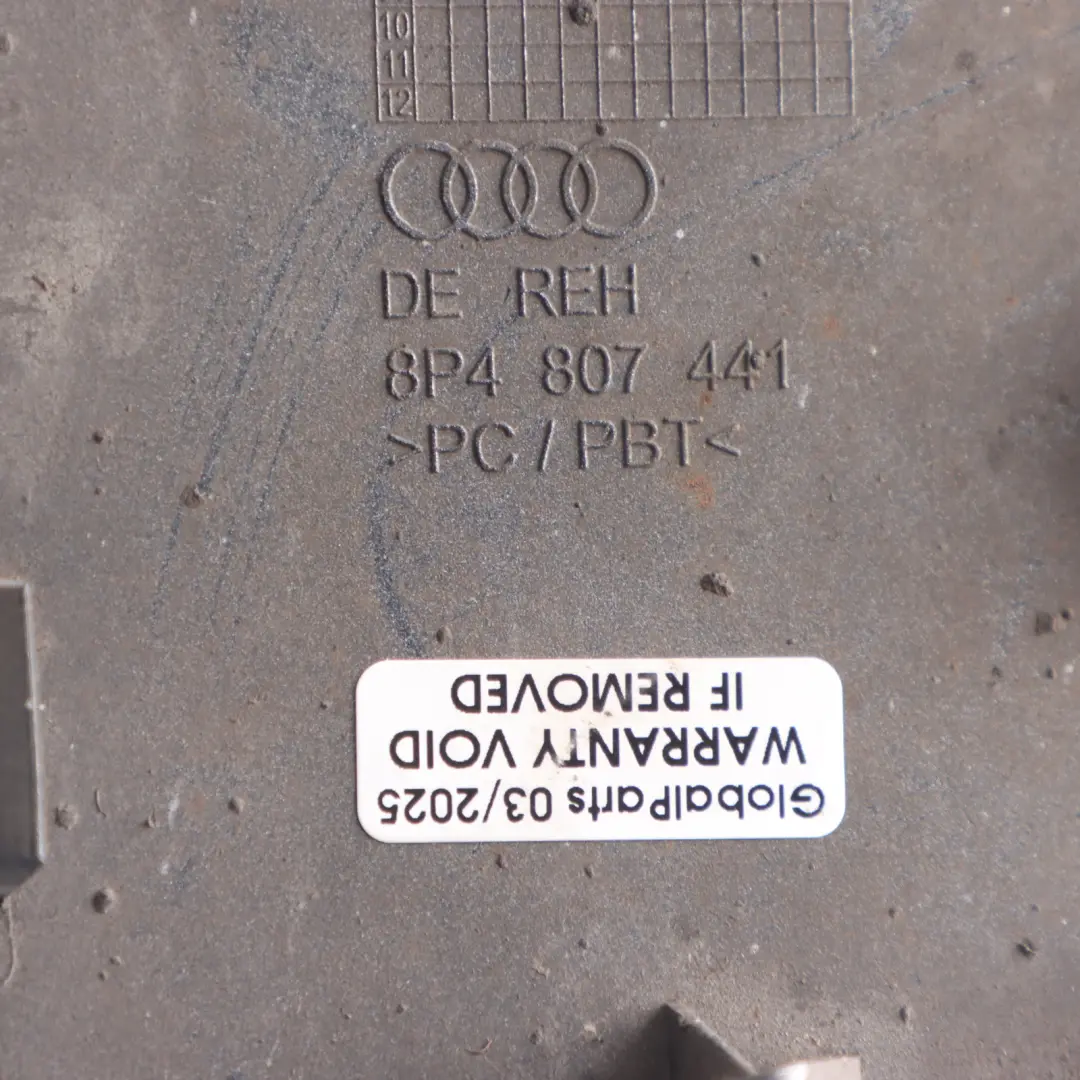 10
11
12
DE REH
8P4 807 441
>PC / PBT<
GlobalParts 03/2025
WARRANTY VOID
IF REMOVED